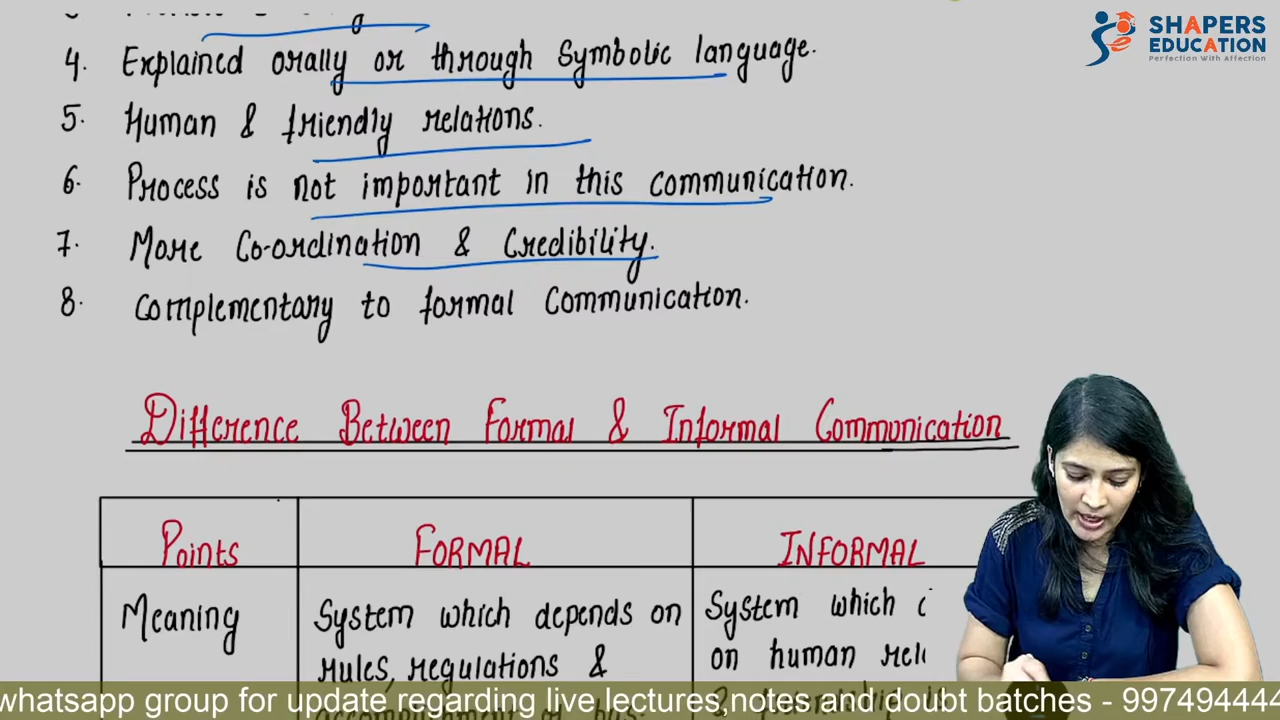 SHAPERS
EDUCATION
Perfection With Affection
4. Explained orally or through Symbolic language.
5. Human & friendly relations.
6. Process is not important in this communication.
7. More Co-ordination & Credibility.
8. Complementary to formal Communication.
Difference Between Formal & Informal Communication
Points FORMAL INFORMAL
Meaning System which depends on System which
rules, regulations & on human
whatsapp group for update regarding live lectures,notes and doubt batches - 997494444